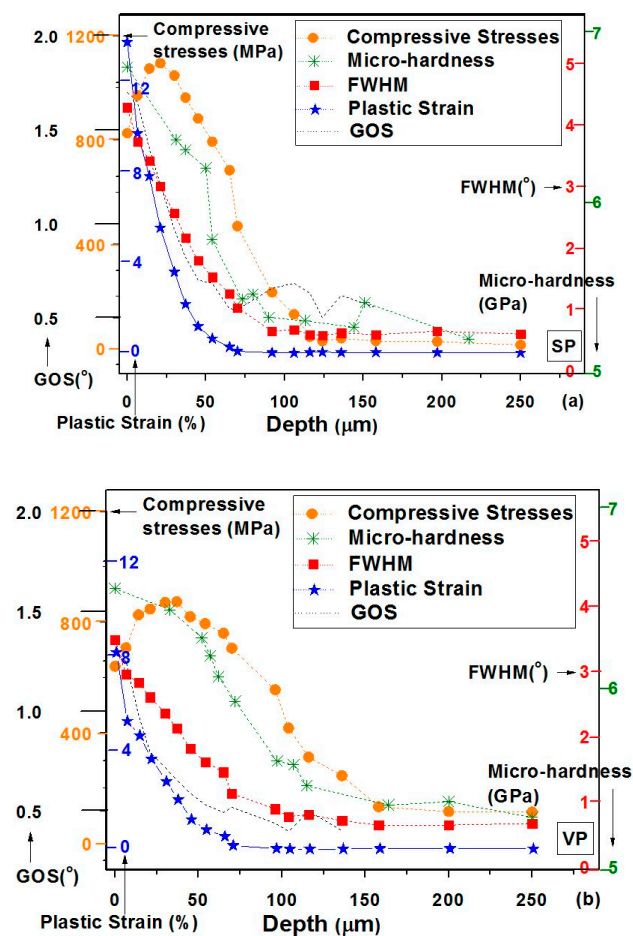 Compressive
stresses (MPa)
Compressive Stresses
Micro-hardness
FWHM
Plastic Strain
GOS
2.0
1.5
1.0
0.5
GOS(°)
1200
800
400
0
12
8
4
0
Plastic Strain (%)
FWHM(°)
5
4
3
2
1
0
Micro-hardness
(GPa)
7
6
5
SP
0 50 100 150 200 250 (a)
Depth (μm)
Compressive
stresses (MPa)
Compressive Stresses
Micro-hardness
FWHM
Plastic Strain
GOS
2.0
1.5
1.0
0.5
GOS(°)
1200
800
400
0
12
8
4
0
Plastic Strain (%)
FWHM(°)
5
4
3
2
1
0
Micro-hardness
(GPa)
7
6
5
VP
0 50 100 150 200 250 (b)
Depth (μm)